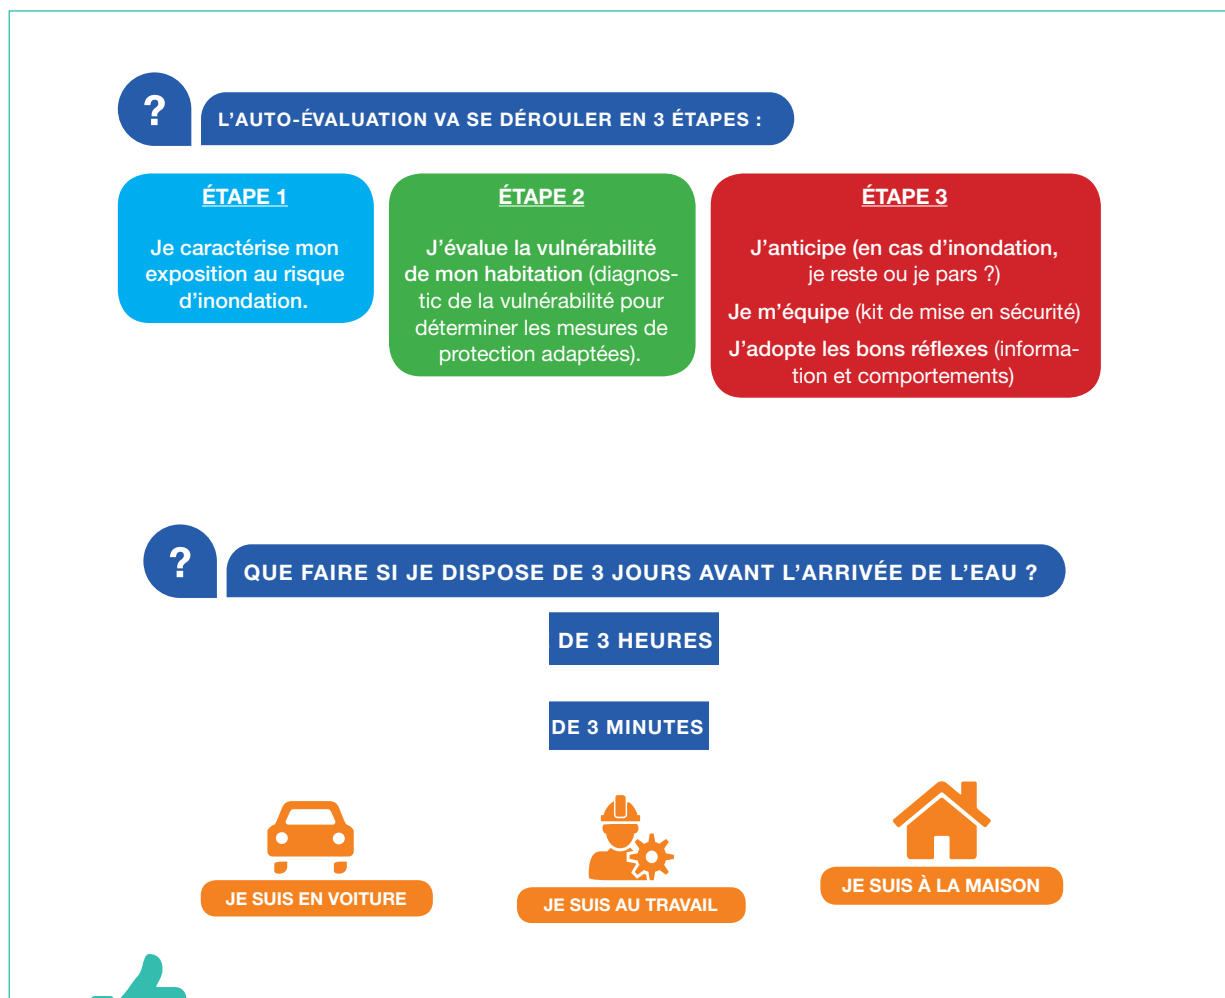 ?
L'AUTO-ÉVALUATION VA SE DÉROULER EN 3 ÉTAPES :
ÉTAPE 1
Je caractérise mon
exposition au risque
d'inondation.
ÉTAPE 2
J'évalue la vulnérabilité
de mon habitation (diagnos-
tic de la vulnérabilité pour
déterminer les mesures de
protection adaptées).
ÉTAPE 3
J'anticipe (en cas d'inondation,
je reste ou je pars ?)
Je m'équipe (kit de mise en sécurité)
J'adopte les bons réflexes (informa-
tion et comportements)
?
QUE FAIRE SI JE DISPOSE DE 3 JOURS AVANT L'ARRIVÉE DE L'EAU ?
DE 3 HEURES
DE 3 MINUTES
JE SUIS EN VOITURE
JE SUIS AU TRAVAIL
JE SUIS À LA MAISON